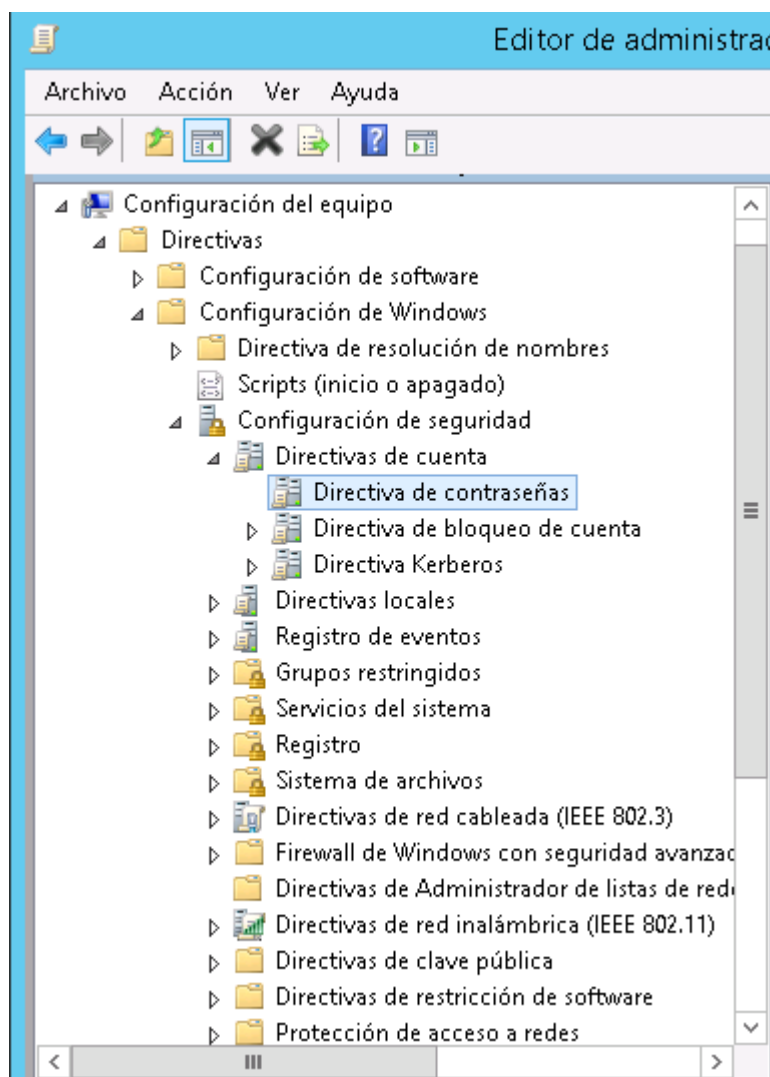 Editor de administrac
Archivo Acción Ver Ayuda
Configuración del equipo
Directivas
Configuración de software
Configuración de Windows
Directiva de resolución de nombres
Scripts (inicio o apagado)
Configuración de seguridad
Directivas de cuenta
Directiva de contraseñas
Directiva de bloqueo de cuenta
Directiva Kerberos
Directivas locales
Registro de eventos
Grupos restringidos
Servicios del sistema
Registro
Sistema de archivos
Directivas de red cableada (IEEE 802.3)
Firewall de Windows con seguridad avanzad
Directivas de Administrador de listas de rede
Directivas de red inalámbrica (IEEE 802.11)
Directivas de clave pública
Directivas de restricción de software
Protección de acceso a redes